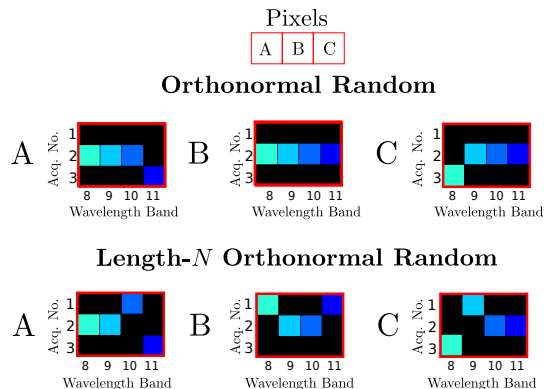 Pixels
A B C
Orthonormal Random
A Acq. No. 1 2 3 8 9 10 11 Wavelength Band
B Acq. No. 1 2 3 8 9 10 11 Wavelength Band
C Acq. No. 1 2 3 8 9 10 11 Wavelength Band
Length-N Orthonormal Random
A Acq. No. 1 2 3 8 9 10 11 Wavelength Band
B Acq. No. 1 2 3 8 9 10 11 Wavelength Band
C Acq. No. 1 2 3 8 9 10 11 Wavelength Band